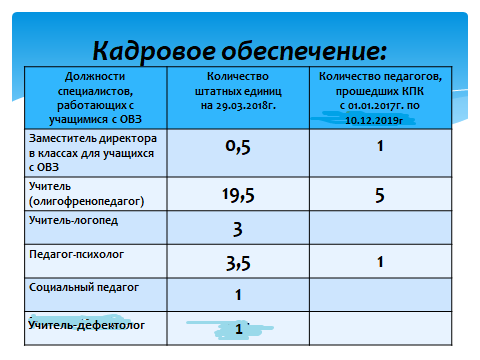 Кадровое обеспечение:
Должности
специалистов,
работающих с
учащимися с ОВЗ
Количество
штатных единиц
на 29.03.2018г.
Количество педагогов,
прошедших КПК
с 01.01.2017г. по
10.12.2019г
Заместитель директора
в классах для учащихся
с ОВЗ
0,5
1
Учитель
(олигофренопедагог)
19,5
5
Учитель-логопед
3
Педагог-психолог
3,5
1
Социальный педагог
1
Учитель-дефектолог
1